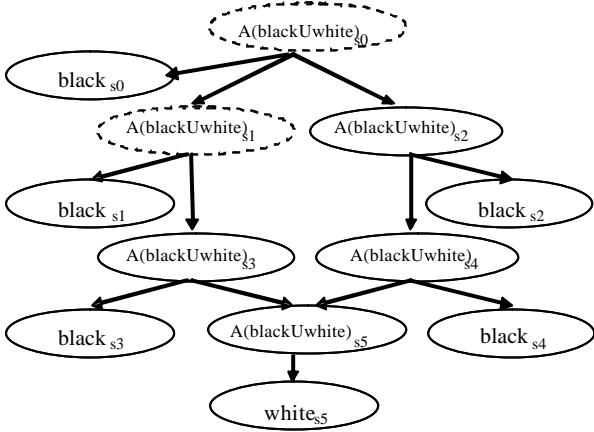 A(blackUwhite)s0
black s0
A(blackUwhite)s1
A(blackUwhite)s2
black s1
black s2
A(blackUwhite)s3
A(blackUwhite)s4
black s3
A(blackUwhite)s5
black s4
whites5